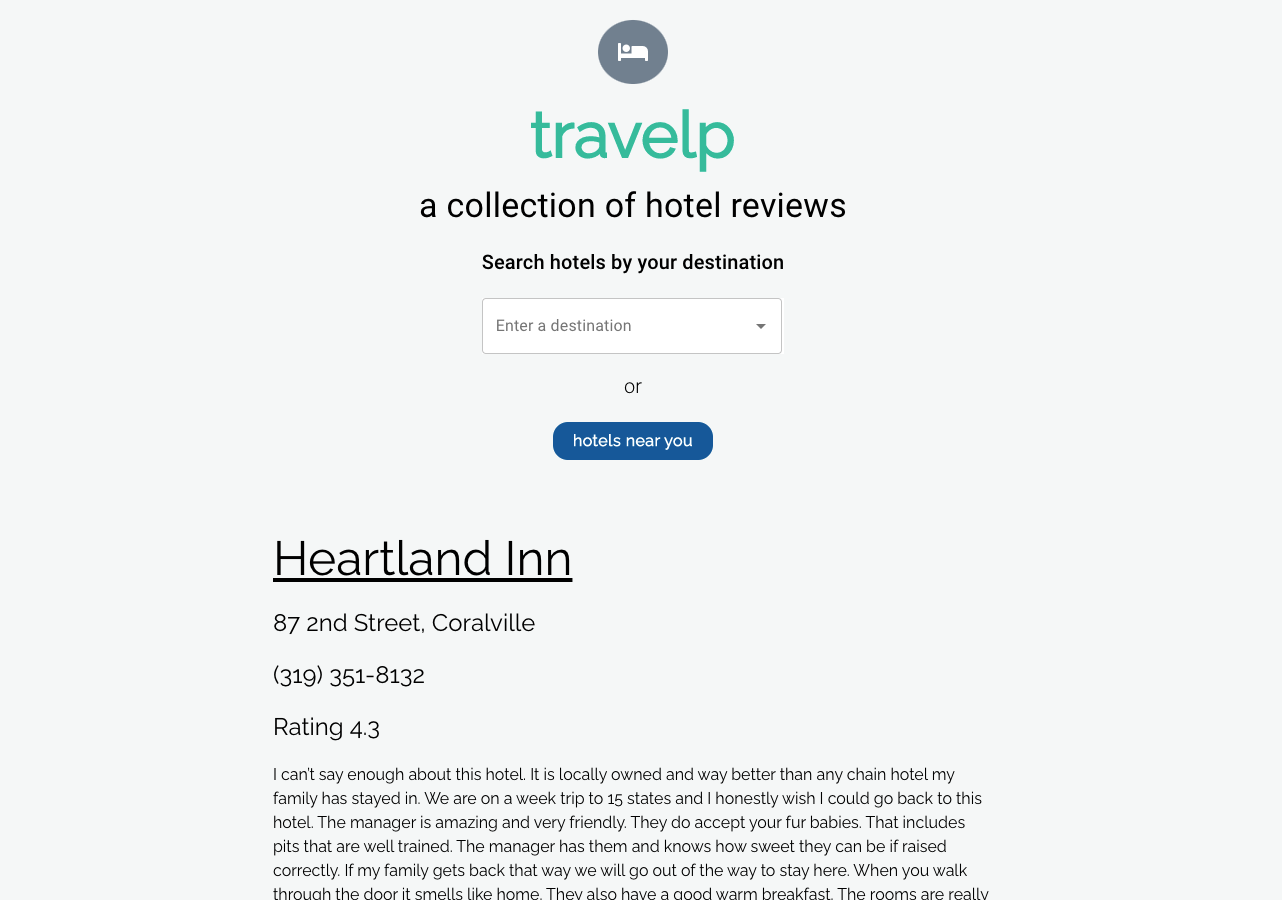 travelp
a collection of hotel reviews
Search hotels by your destination
Enter a destination
or
hotels near you
Heartland Inn
87 2nd Street, Coralville
(319) 351-8132
Rating 4.3
I can't say enough about this hotel. It is locally owned and way better than any chain hotel my
family has stayed in. We are on a week trip to 15 states and I honestly wish I could go back to this
hotel. The manager is amazing and very friendly. They do accept your fur babies. That includes
pits that are well trained. The manager has them and knows how sweet they can be if raised
correctly. If my family gets back that way we will go out of the way to stay here. When you walk
through the door it smells like home. They also have a good warm breakfast. The rooms are really